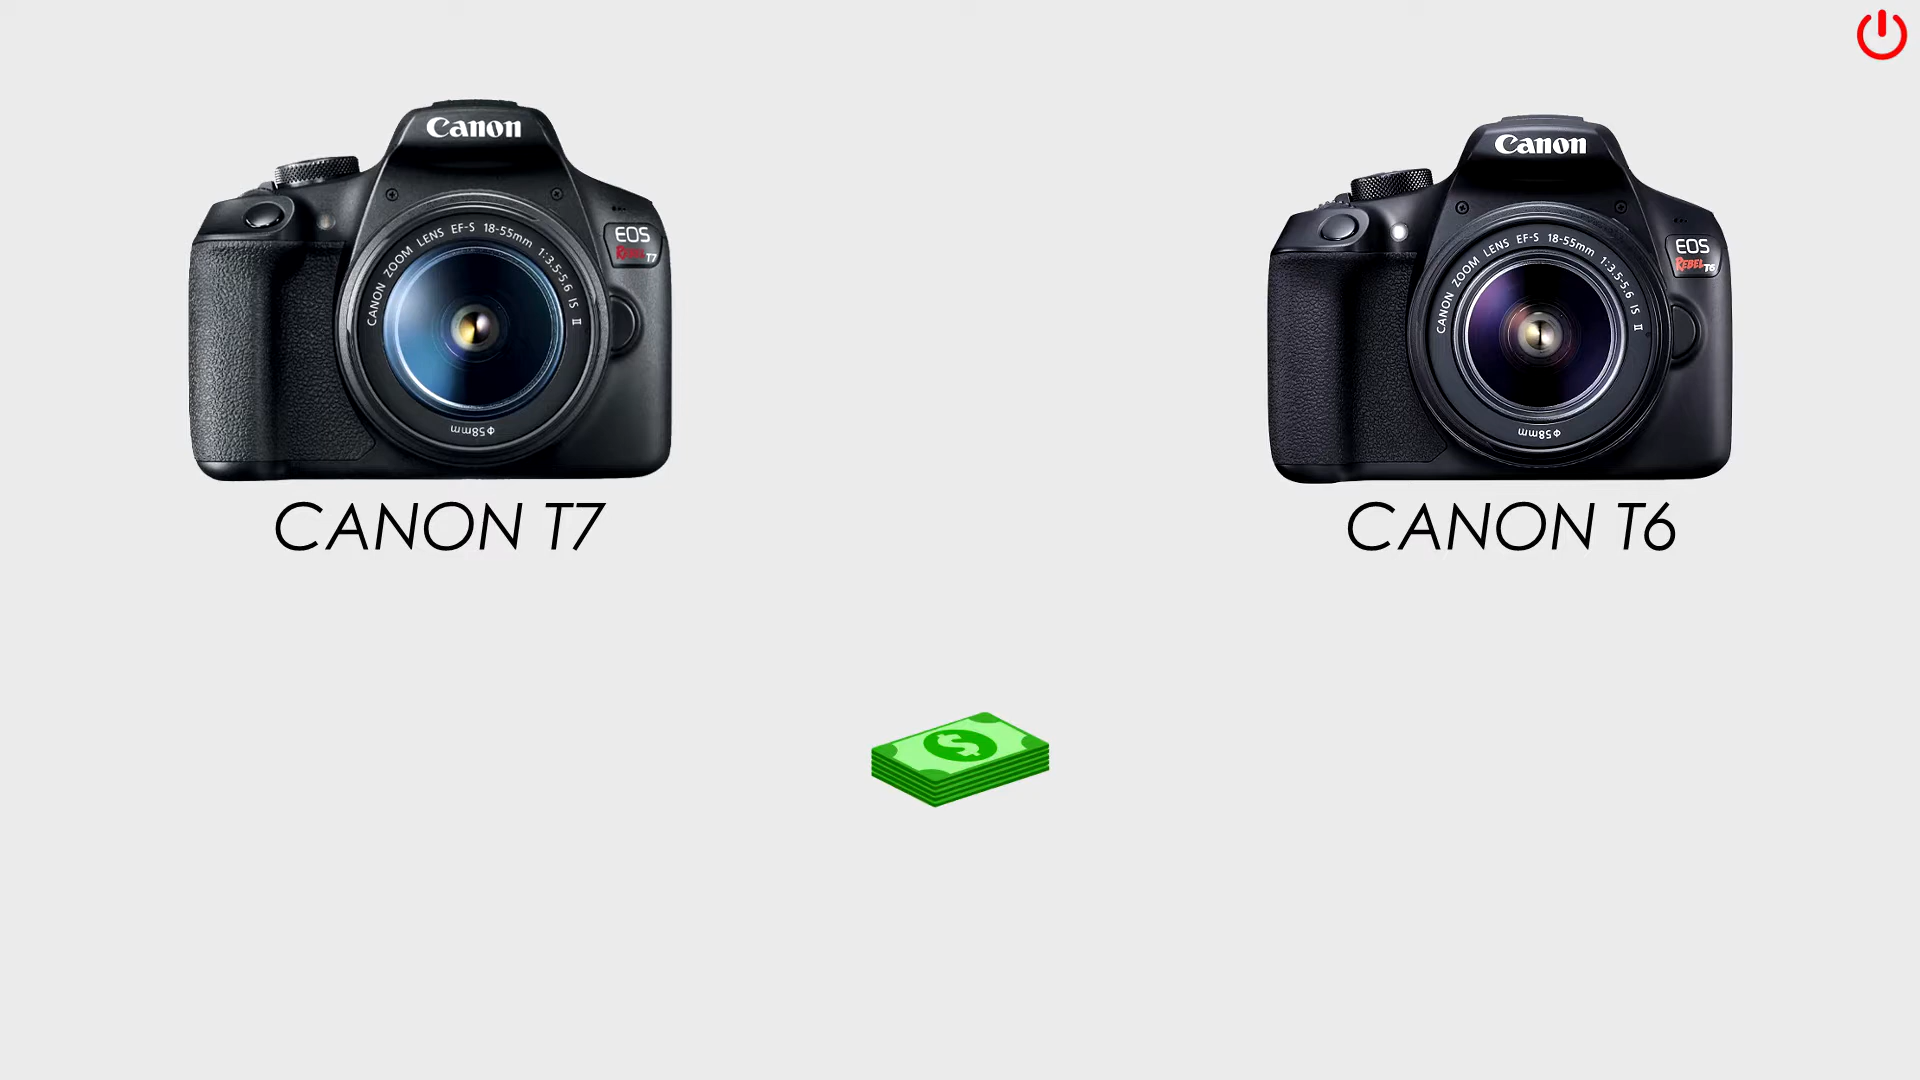 Canon
EOS
REBEL T7
CANON ZOOM LENS EF-S 18-55mm 1:3.5-5.6 IS II
Φ58mm
CANON T7
Canon
EOS
REBEL T6
CANON ZOOM LENS EF-S 18-55mm 1:3.5-5.6 IS II
Φ58mm
CANON T6
$